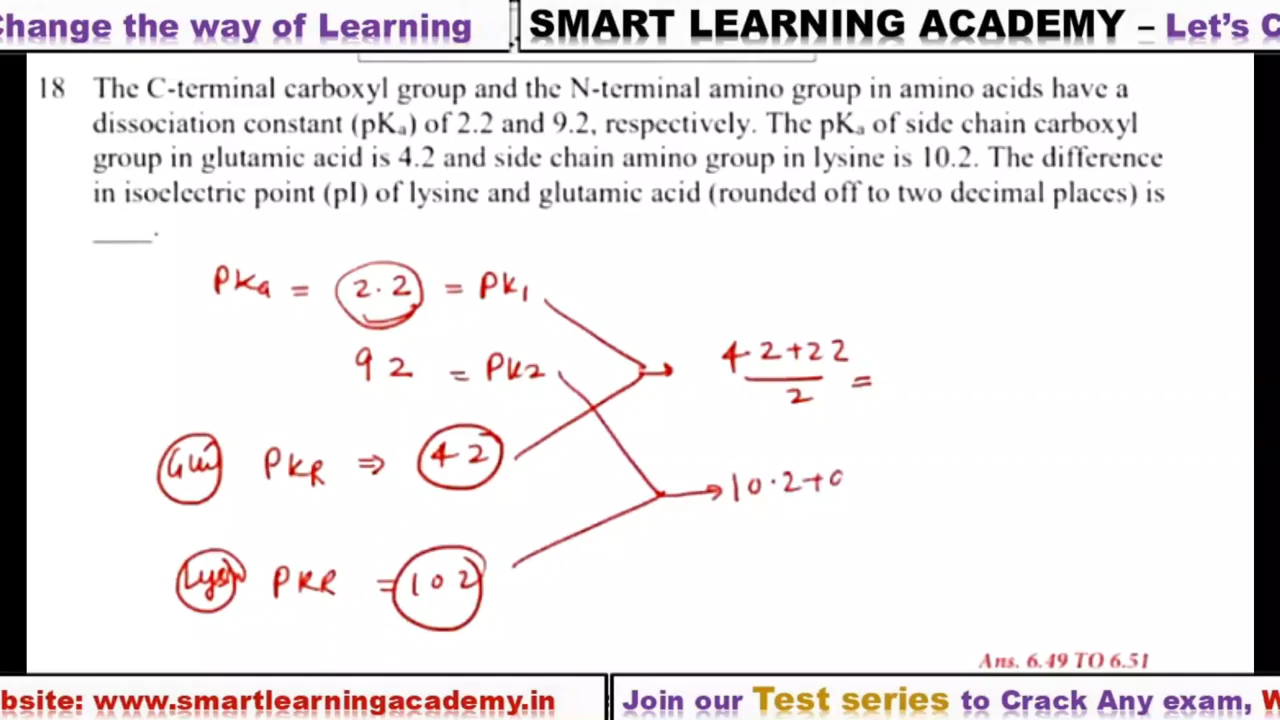 hange the way of Learning
SMART LEARNING ACADEMY – Let's C
18 The C-terminal carboxyl group and the N-terminal amino group in amino acids have a
dissociation constant (pKₐ) of 2.2 and 9.2, respectively. The pKₐ of side chain carboxyl
group in glutamic acid is 4.2 and side chain amino group in lysine is 10.2. The difference
in isoelectric point (pI) of lysine and glutamic acid (rounded off to two decimal places) is
____.
PKa = 2.2 = PK1
9 2 = PK2
4 2+2 2
2 =
PKR ⇒ 4 2
10.2+
Lys PKR = 10 2
Ans. 6.49 TO 6.51
bsite: www.smartlearningacademy.in
Join our Test series to Crack Any exam, W